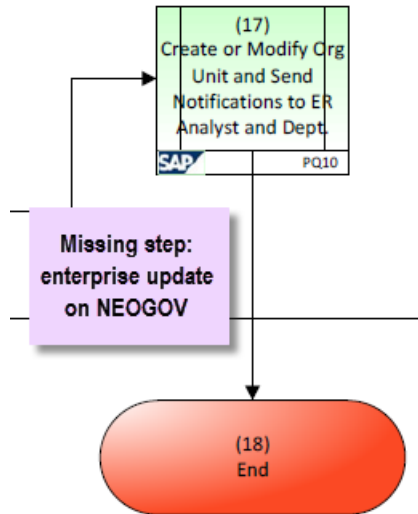 (17)
Create or Modify Org
Unit and Send
Notifications to ER
Analyst and Dept.
SAP
PQ10
Missing step:
enterprise update
on NEOGOV
(18)
End